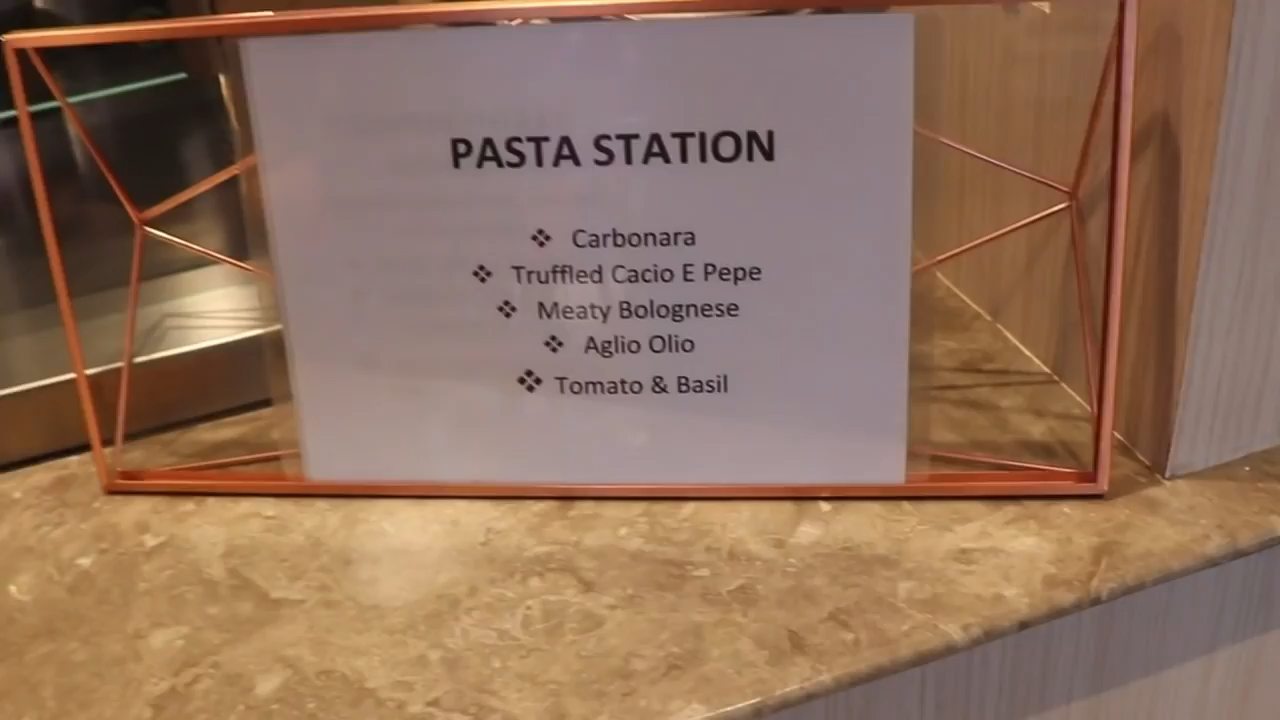 PASTA STATION
❖ Carbonara
❖ Truffled Cacio E Pepe
❖ Meaty Bolognese
❖ Aglio Olio
❖ Tomato & Basil